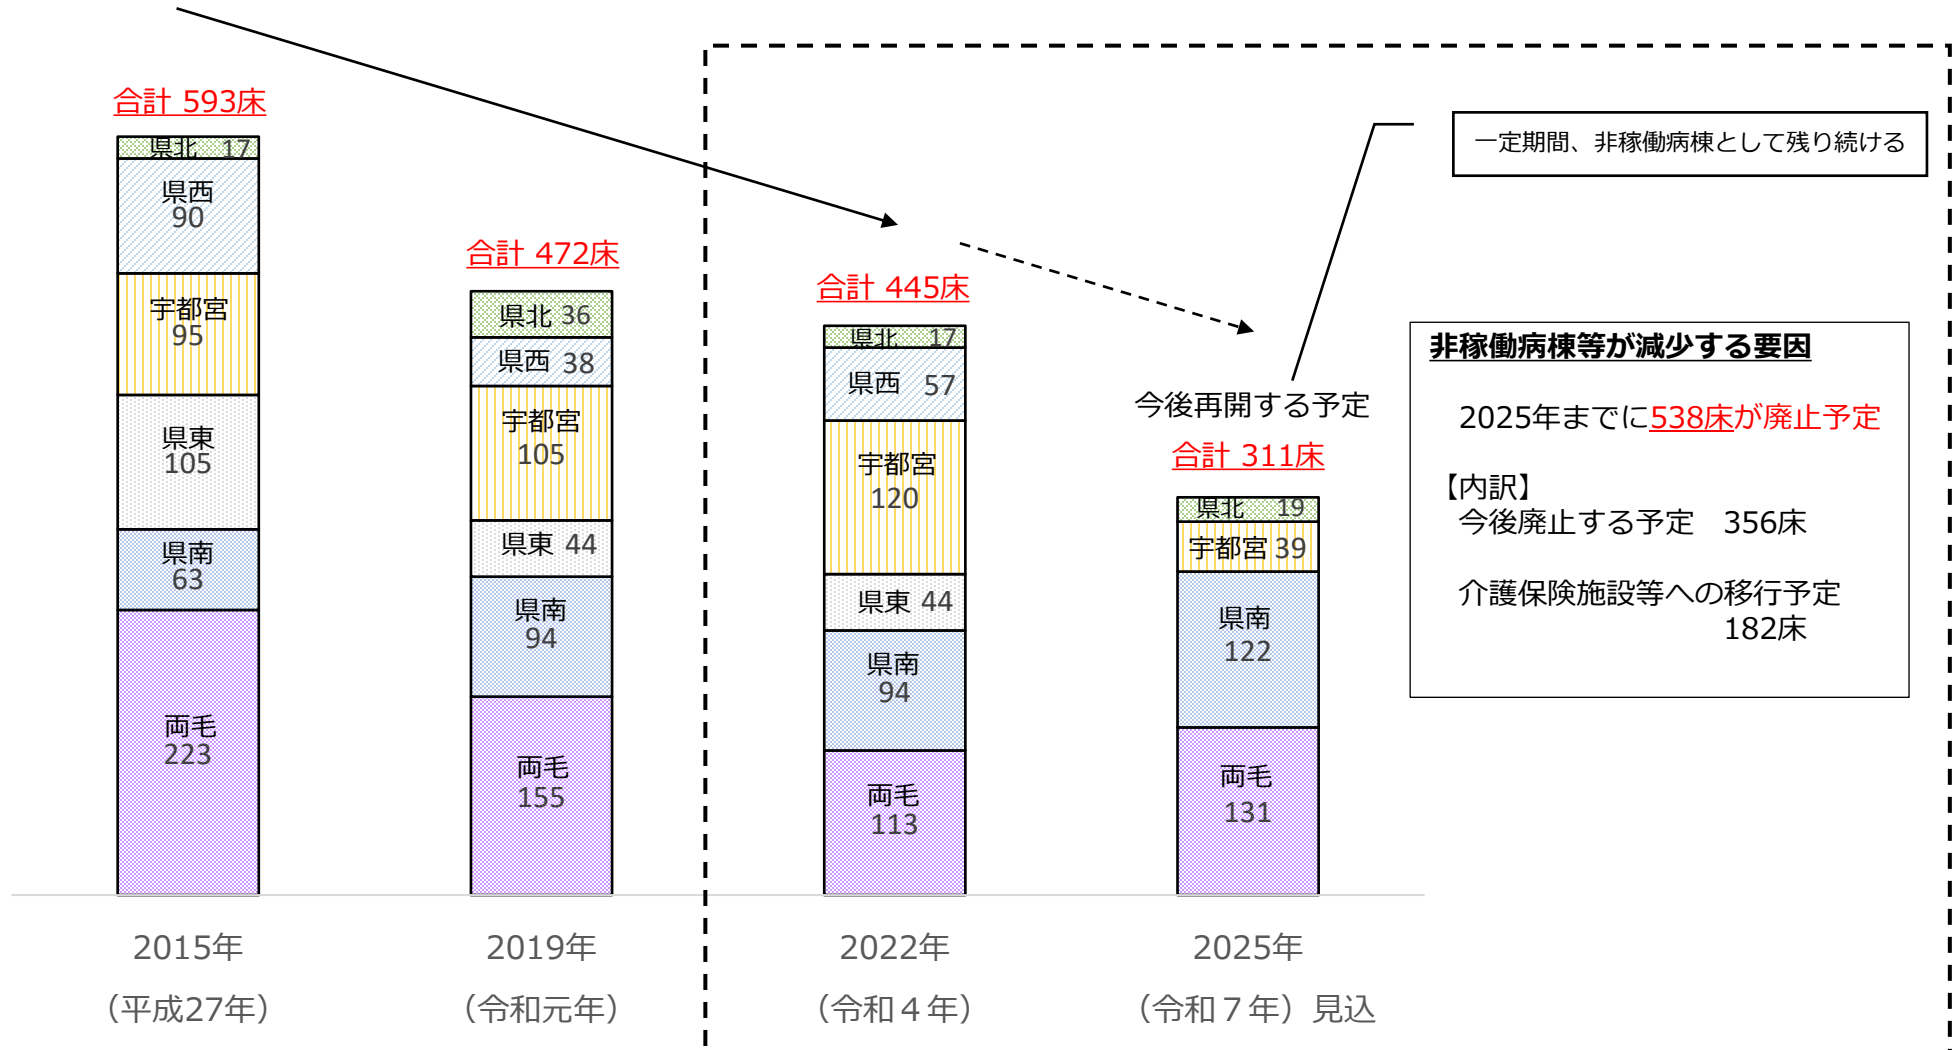 合計 593床
県北 17
県西
90
宇都宮
95
県東
105
県南
63
両毛
223
2015年
（平成27年）
合計 472床
県北 36
県西 38
宇都宮
105
県東 44
県南
94
両毛
155
2019年
（令和元年）
合計 445床
県北 17
県西 57
宇都宮
120
県東 44
県南
94
両毛
113
2022年
（令和４年）
一定期間、非稼働病棟として残り続ける
今後再開する予定
合計 311床
県北 19
宇都宮 39
県南
122
両毛
131
2025年
（令和７年）見込
非稼働病棟等が減少する要因
2025年までに538床が廃止予定
【内訳】
今後廃止する予定　356床
介護保険施設等への移行予定
182床